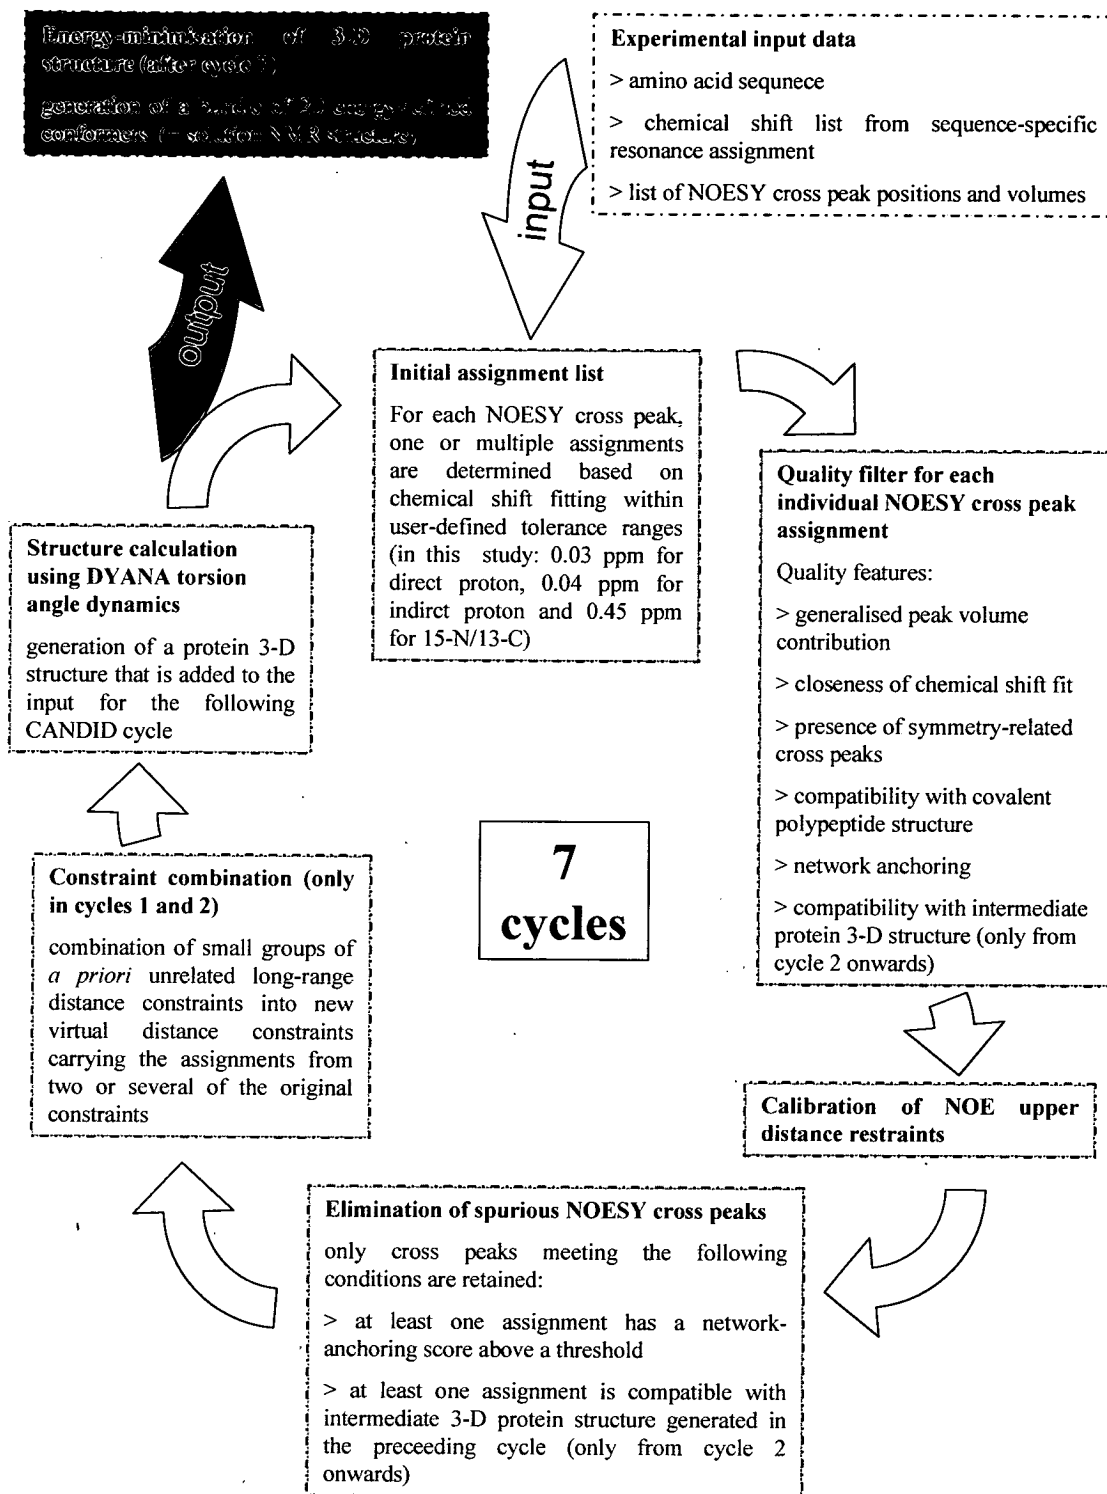 Energy-minimisation of 3-D protein
structure (after cycle 7)
generation of a bundle of 20 energy-refined
conformers (= solution NMR structure)
Experimental input data
> amino acid sequnece
> chemical shift list from sequence-specific
resonance assignment
> list of NOESY cross peak positions and volumes
input
output
Initial assignment list
For each NOESY cross peak,
one or multiple assignments
are determined based on
chemical shift fitting within
user-defined tolerance ranges
(in this study: 0.03 ppm for
direct proton, 0.04 ppm for
indirct proton and 0.45 ppm
for 15-N/13-C)
Quality filter for each
individual NOESY cross peak
assignment
Quality features:
> generalised peak volume
contribution
> closeness of chemical shift fit
> presence of symmetry-related
cross peaks
> compatibility with covalent
polypeptide structure
> network anchoring
> compatibility with intermediate
protein 3-D structure (only from
cycle 2 onwards)
Calibration of NOE upper
distance restraints
Elimination of spurious NOESY cross peaks
only cross peaks meeting the following
conditions are retained:
> at least one assignment has a network-
anchoring score above a threshold
> at least one assignment is compatible with
intermediate 3-D protein structure generated in
the preceeding cycle (only from cycle 2
onwards)
Constraint combination (only
in cycles 1 and 2)
combination of small groups of
a priori unrelated long-range
distance constraints into new
virtual distance constraints
carrying the assignments from
two or several of the original
constraints
Structure calculation
using DYANA torsion
angle dynamics
generation of a protein 3-D
structure that is added to the
input for the following
CANDID cycle
7
cycles